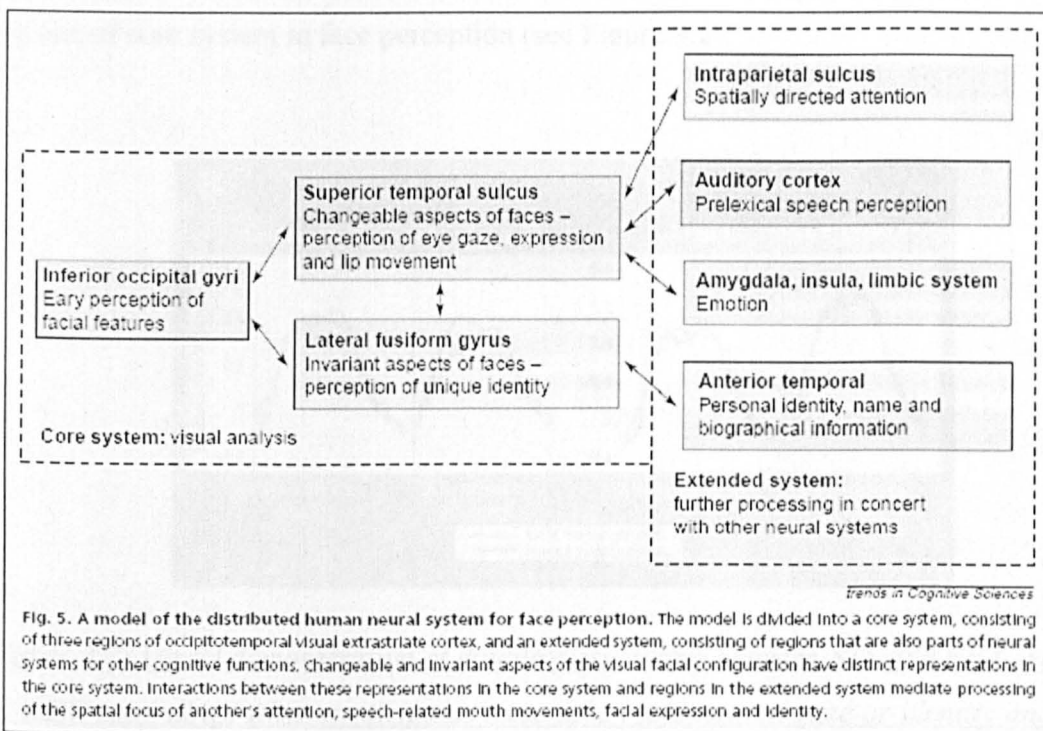 Intraparietal sulcus
Spatially directed attention
Superior temporal sulcus
Changeable aspects of faces –
perception of eye gaze, expression
and lip movement
Auditory cortex
Prelexical speech perception
Inferior occipital gyri
Eary perception of
facial features
Amygdala, insula, limbic system
Emotion
Lateral fusiform gyrus
Invariant aspects of faces –
perception of unique identity
Anterior temporal
Personal identity, name and
biographical information
Core system: visual analysis
Extended system:
further processing in concert
with other neural systems
trends in Cognitive Sciences
Fig. 5. A model of the distributed human neural system for face perception. The model is divided into a core system, consisting
of three regions of occipitotemporal visual extrastriate cortex, and an extended system, consisting of regions that are also parts of neural
systems for other cognitive functions. Changeable and invariant aspects of the visual facial configuration have distinct representations in
the core system. Interactions between these representations in the core system and regions in the extended system mediate processing
of the spatial focus of another's attention, speech-related mouth movements, facial expression and identity.